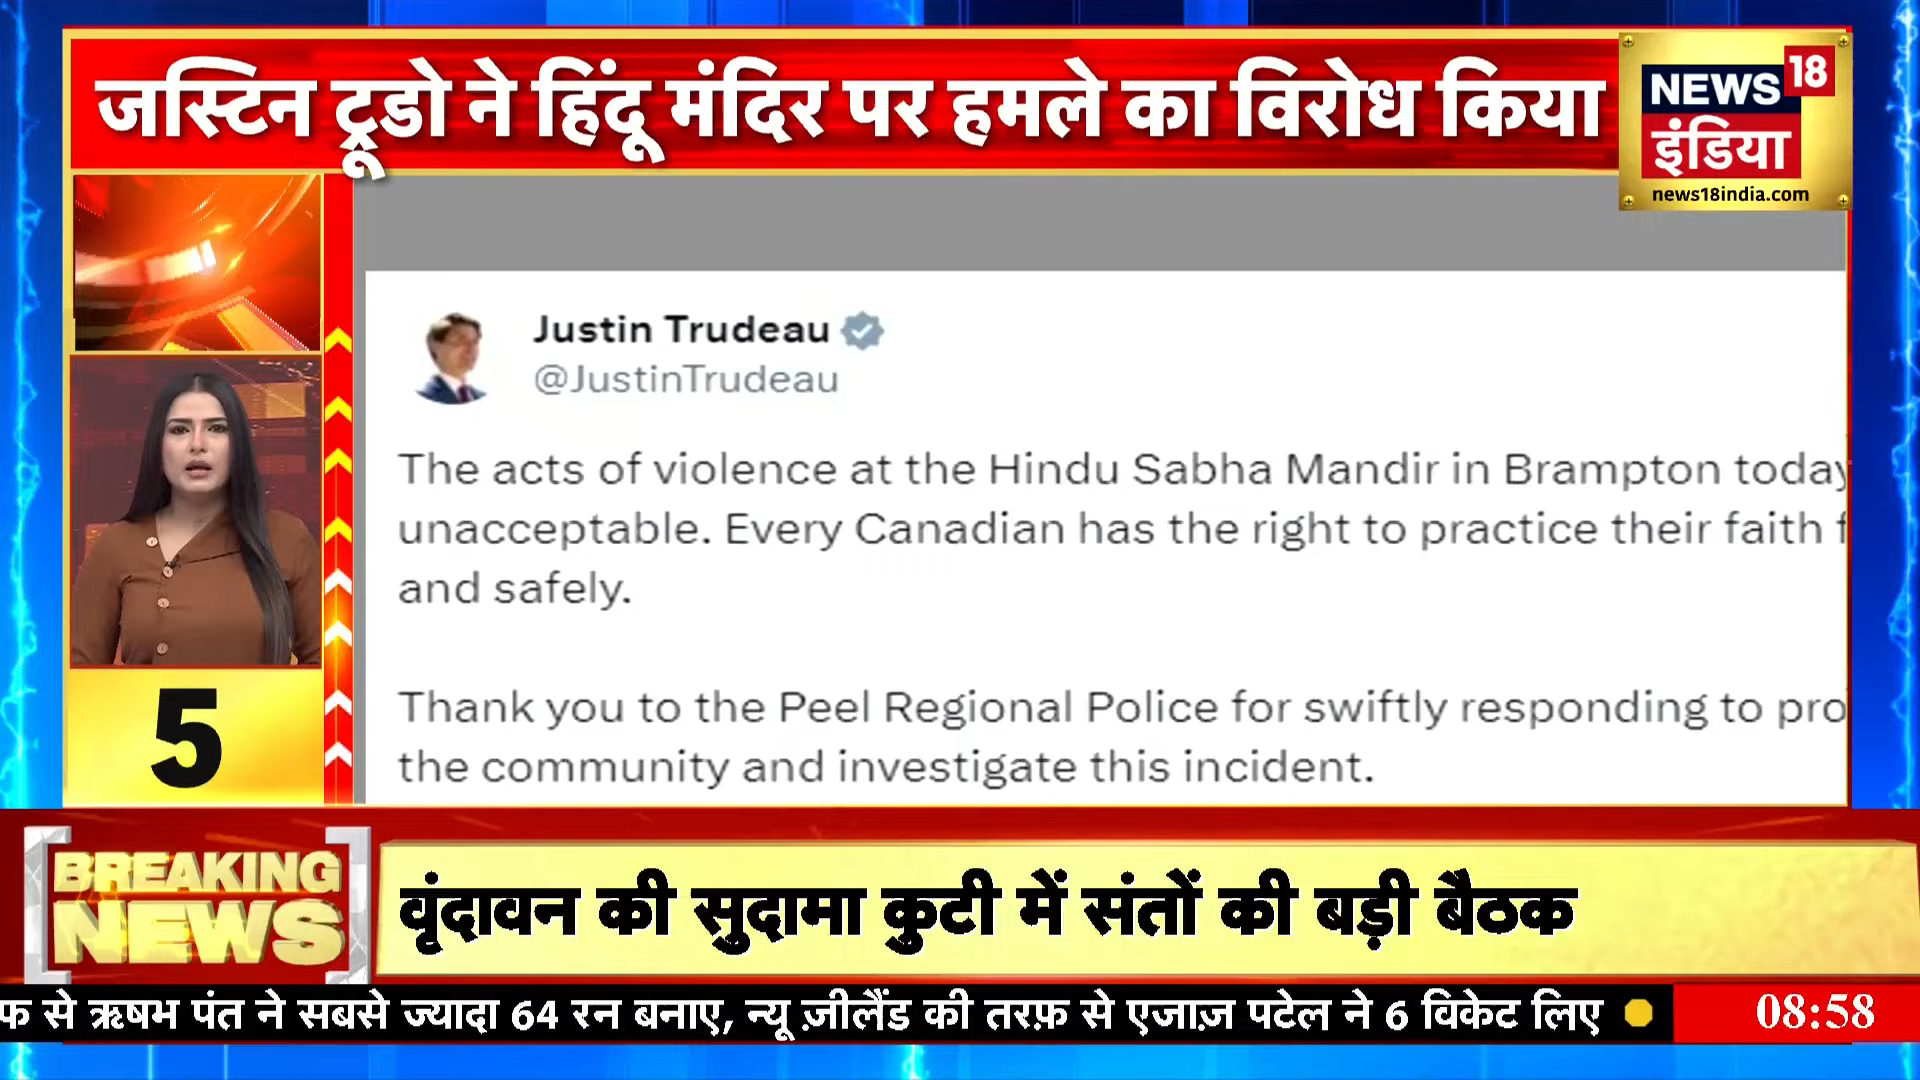 जस्टिन ट्रूडो ने हिंदू मंदिर पर हमले का विरोध किया
NEWS 18
इंडिया
news18india.com
Justin Trudeau
@JustinTrudeau
The acts of violence at the Hindu Sabha Mandir in Brampton today
unacceptable. Every Canadian has the right to practice their faith f
and safely.
Thank you to the Peel Regional Police for swiftly responding to pro
the community and investigate this incident.
5
BREAKING
NEWS
वृंदावन की सुदामा कुटी में संतों की बड़ी बैठक
फ से ऋषभ पंत ने सबसे ज्यादा 64 रन बनाए, न्यू ज़ीलैंड की तरफ़ से एजाज़ पटेल ने 6 विकेट लिए
08:58